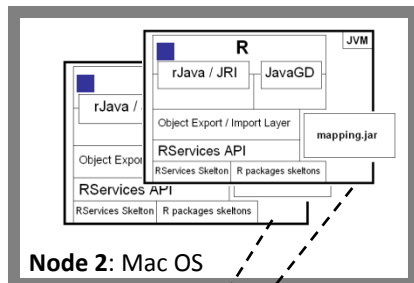 R
JVM
rJava / JRI
JavaGD
rJava /
Object Export / Import Layer
mapping.jar
RServices API
Object Expor
RServices Skelton
R packages skeltons
RServices API
RServices Skelton
R packages skeltons
Node 2: Mac OS